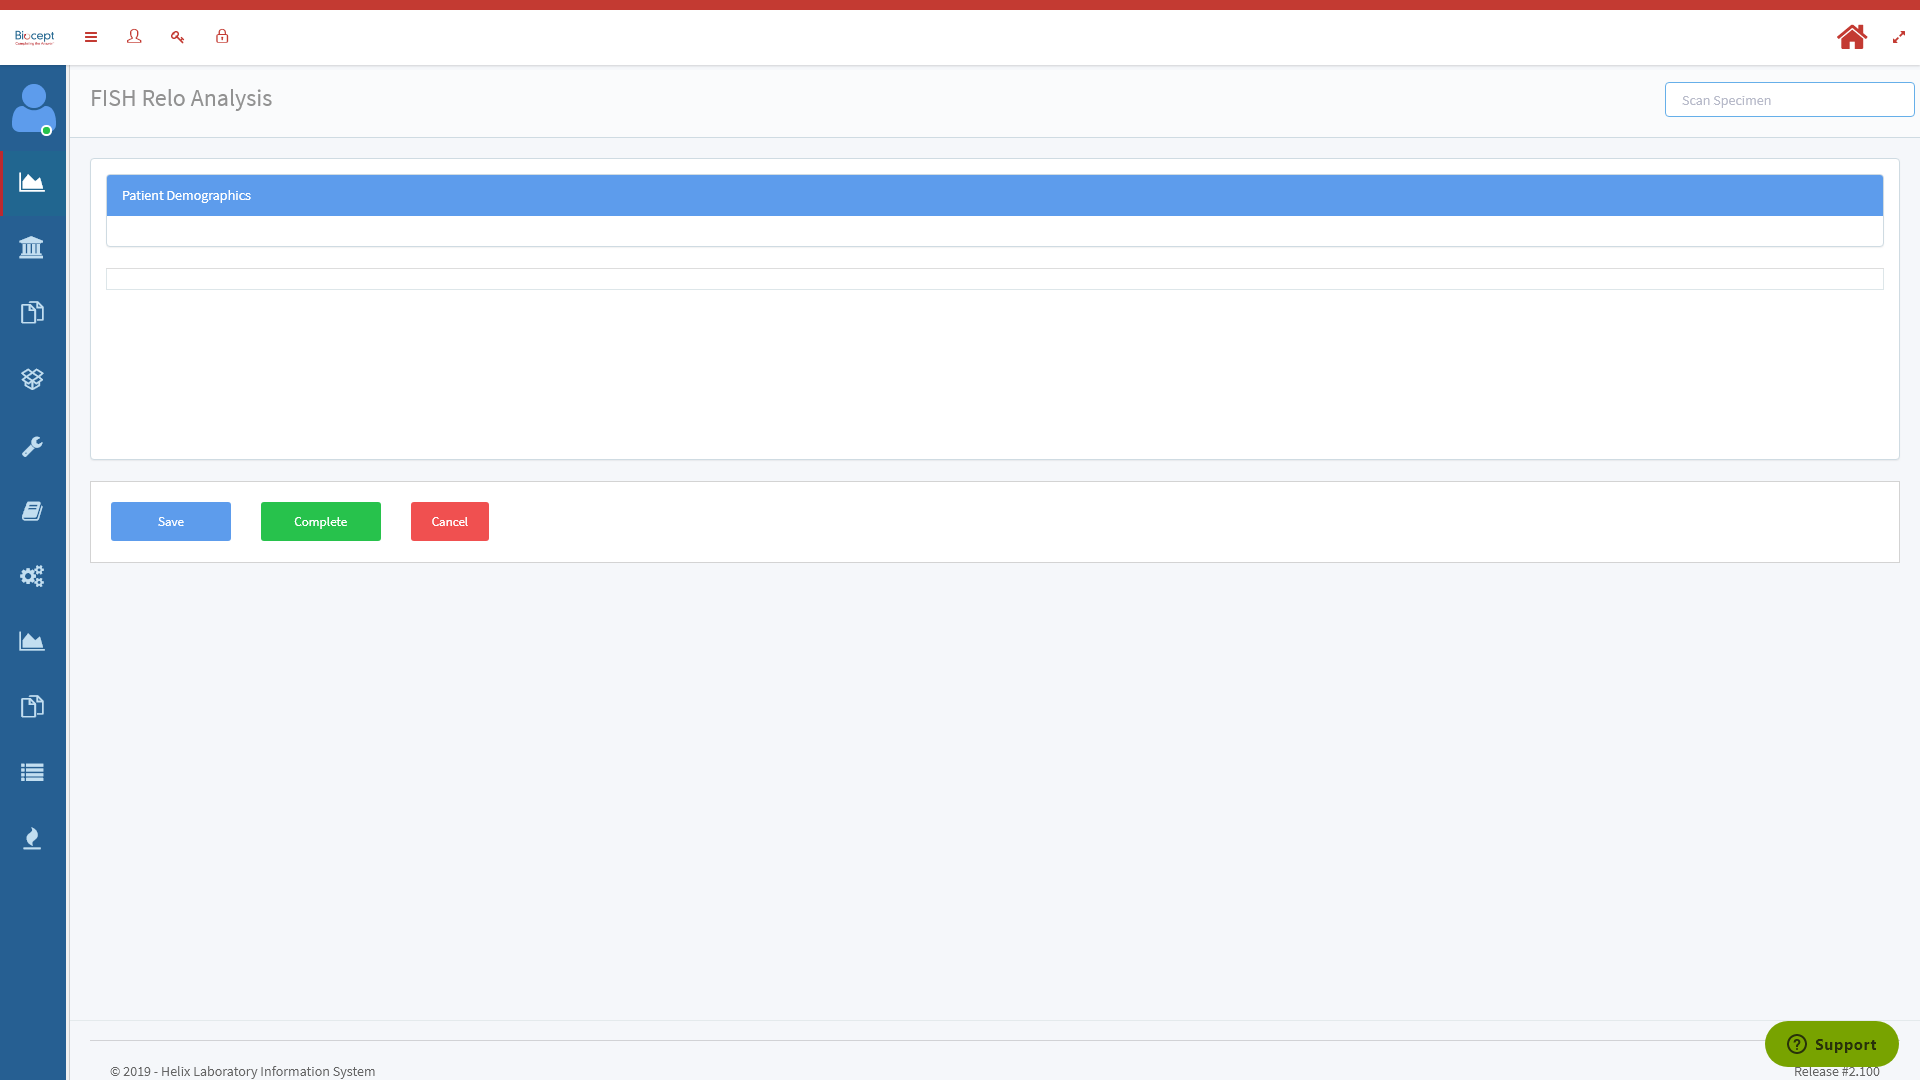 Biocept
FISH Relo Analysis
Scan Specimen
Patient Demographics
Save
Complete
Cancel
Support
© 2019 - Helix Laboratory Information System
Release #2.100